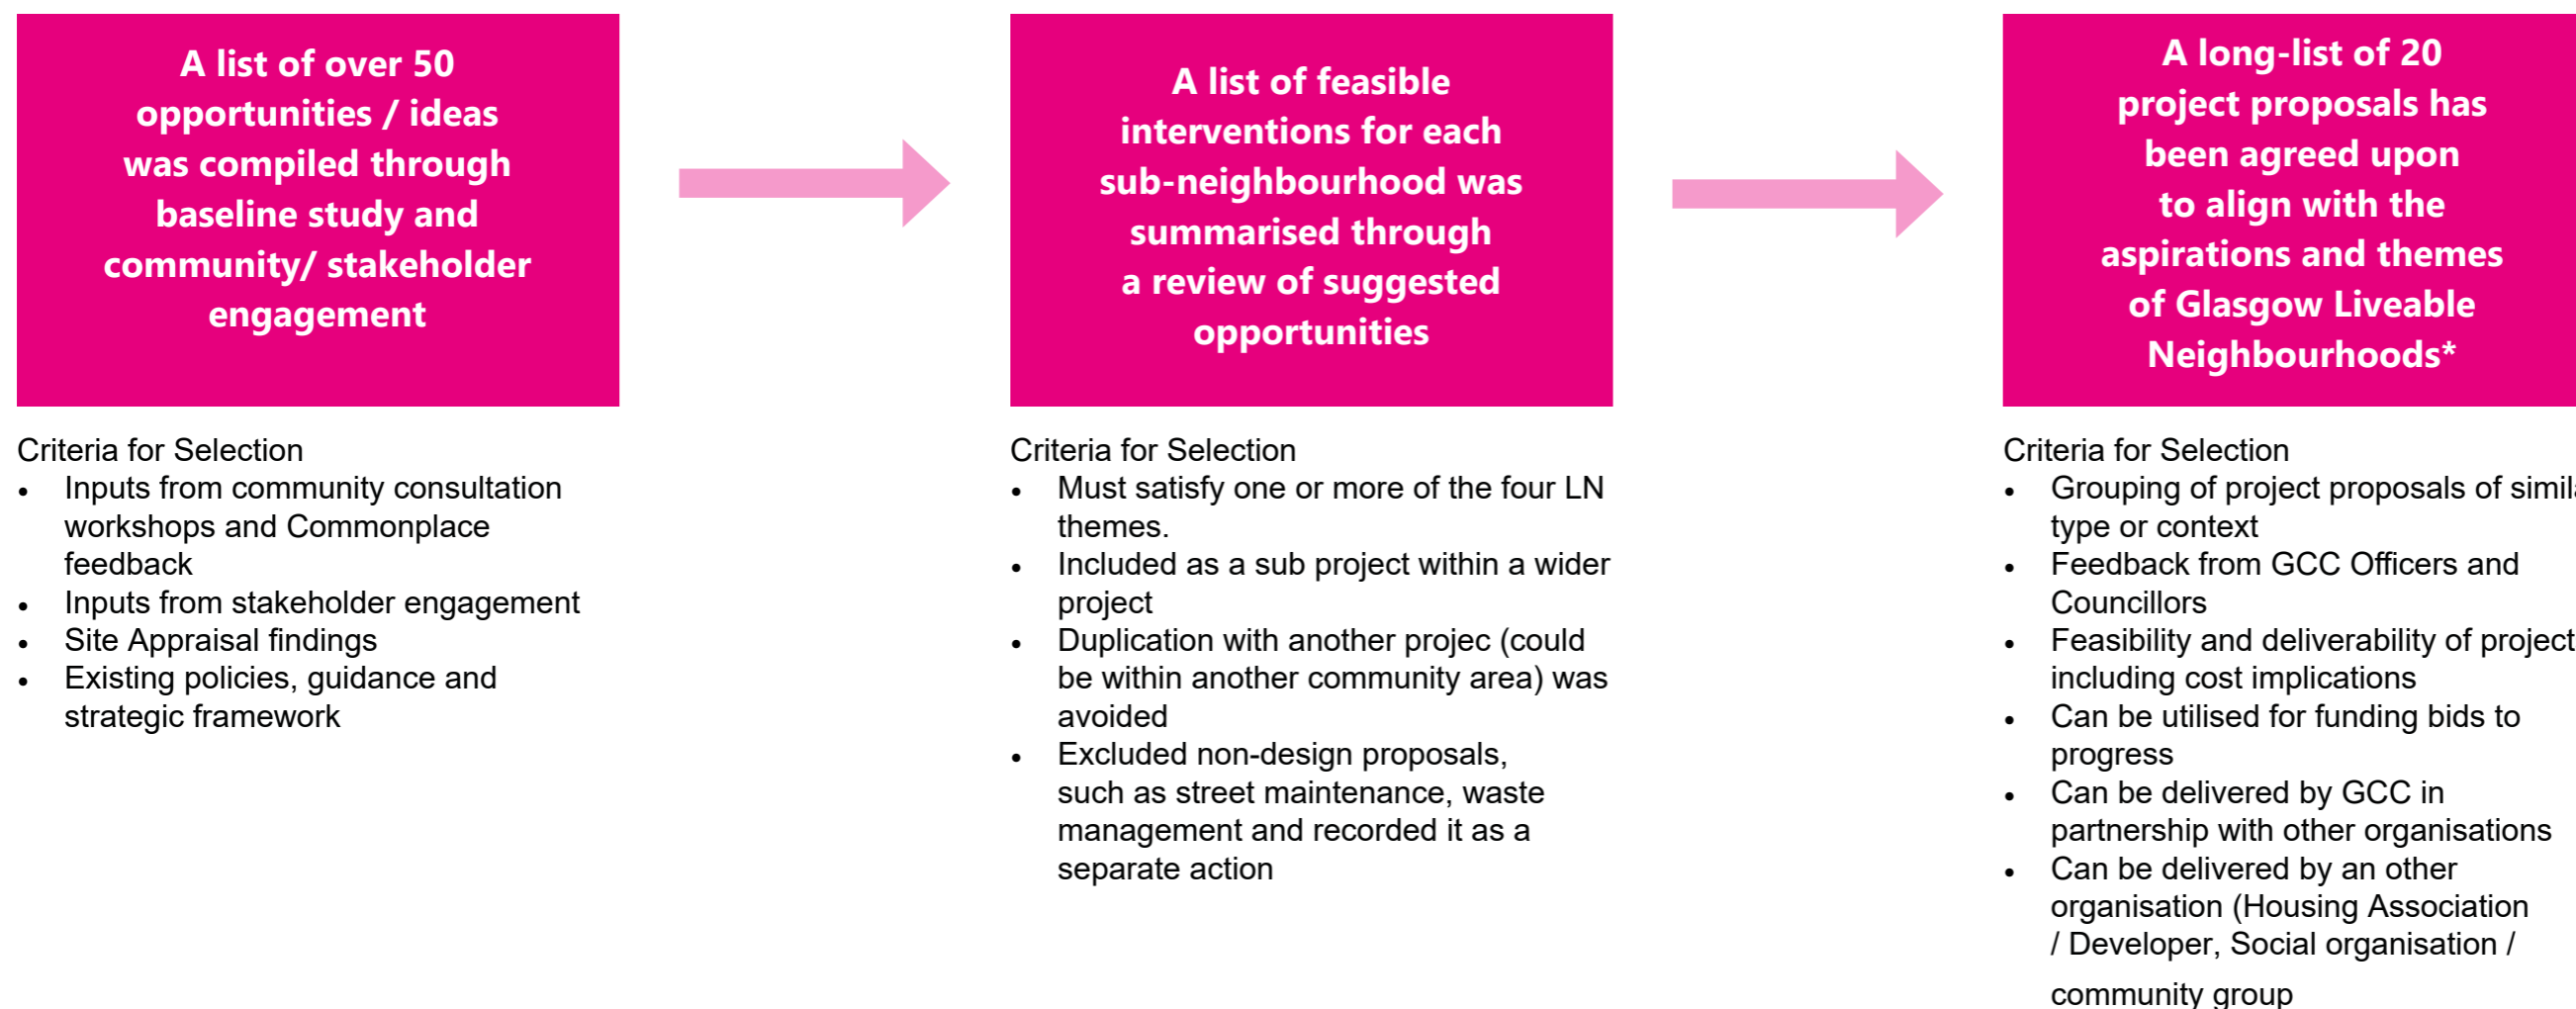 A list of over 50
opportunities / ideas
was compiled through
baseline study and
community/ stakeholder
engagement
Criteria for Selection
• Inputs from community consultation
workshops and Commonplace
feedback
• Inputs from stakeholder engagement
• Site Appraisal findings
• Existing policies, guidance and
strategic framework
A list of feasible
interventions for each
sub-neighbourhood was
summarised through
a review of suggested
opportunities
Criteria for Selection
• Must satisfy one or more of the four LN
themes.
• Included as a sub project within a wider
project
• Duplication with another projec (could
be within another community area) was
avoided
• Excluded non-design proposals,
such as street maintenance, waste
management and recorded it as a
separate action
A long-list of 20
project proposals has
been agreed upon
to align with the
aspirations and themes
of Glasgow Liveable
Neighbourhoods*
Criteria for Selection
• Grouping of project proposals of
type or context
• Feedback from GCC Officers and
Councillors
• Feasibility and deliverability of project
including cost implications
• Can be utilised for funding bids to
progress
• Can be delivered by GCC in
partnership with other organisations
• Can be delivered by an other
organisation (Housing Association
/ Developer, Social organisation /
community group